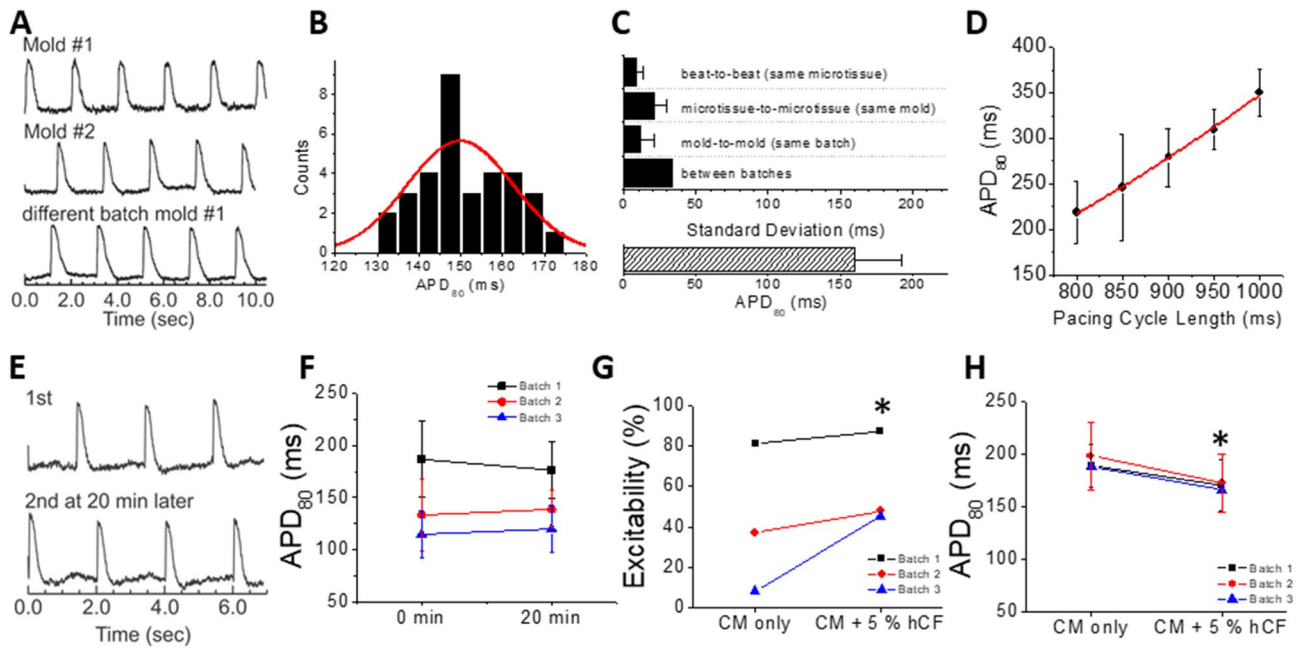 A
Mold #1
Mold #2
different batch mold #1
0.0 2.0 4.0 6.0 8.0 10.0
Time (sec)
B
Counts
8
6
4
2
0
120 130 140 150 160 170 180
APD80 (ms)
C
beat-to-beat (same microtissue)
microtissue-to-microtissue (same mold)
mold-to-mold (same batch)
between batches
0 50 100 150 200
Standard Deviation (ms)
0 50 100 150 200
APD80 (ms)
D
APD80 (ms)
400
350
300
250
200
150
800 850 900 950 1000
Pacing Cycle Length (ms)
E
1st
2nd at 20 min later
0.0 2.0 4.0 6.0
Time (sec)
F
APD80 (ms)
250
200
150
100
50
Batch 1
Batch 2
Batch 3
0 min 20 min
G
Excitability (%)
100
80
60
40
20
0
*
Batch 1
Batch 2
Batch 3
CM only CM + 5 % hCF
H
APD80 (ms)
250
200
150
100
50
*
Batch 1
Batch 2
Batch 3
CM only CM + 5 % hCF